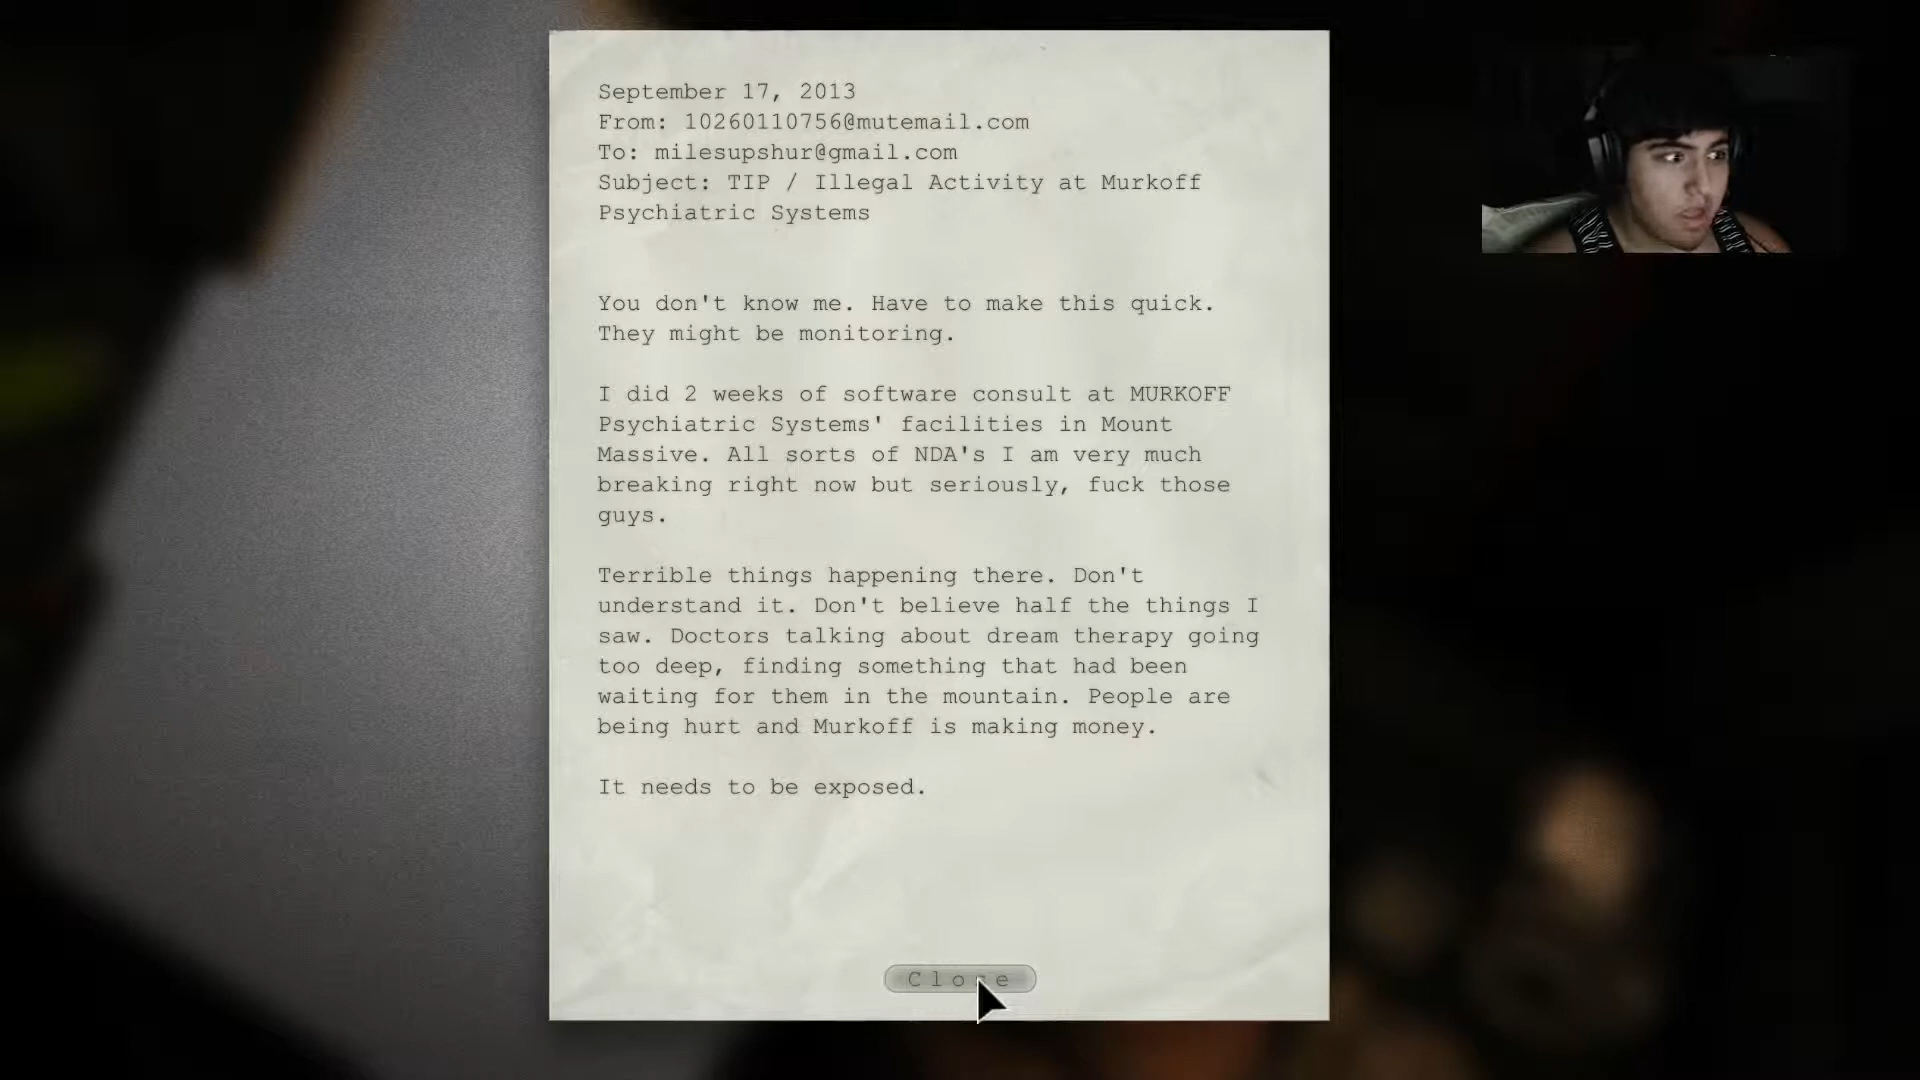 September 17, 2013
From: 10260110756@mutemail.com
To: milesupshur@gmail.com
Subject: TIP / Illegal Activity at Murkoff
Psychiatric Systems
You don't know me. Have to make this quick.
They might be monitoring.
I did 2 weeks of software consult at MURKOFF
Psychiatric Systems' facilities in Mount
Massive. All sorts of NDA's I am very much
breaking right now but seriously, fuck those
guys.
Terrible things happening there. Don't
understand it. Don't believe half the things I
saw. Doctors talking about dream therapy going
too deep, finding something that had been
waiting for them in the mountain. People are
being hurt and Murkoff is making money.
It needs to be exposed.
Close